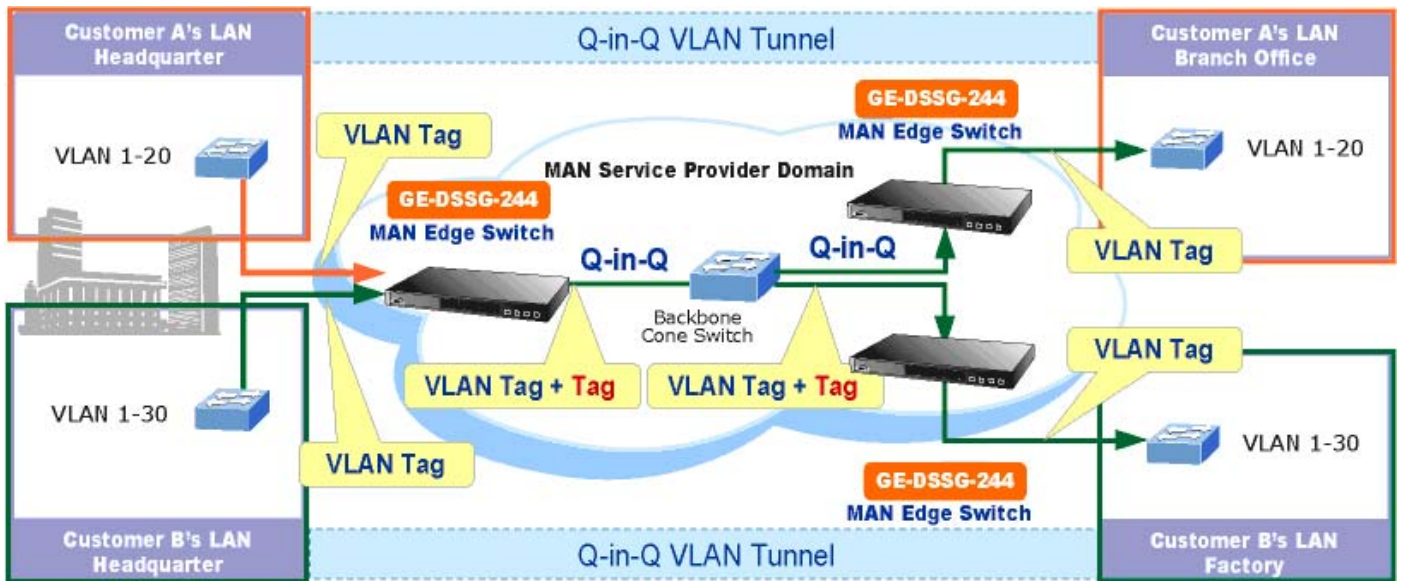 Customer A's LAN
Headquarter
Q-in-Q VLAN Tunnel
Customer A's LAN
Branch Office
VLAN 1-20
VLAN Tag
GE-DSSG-244
MAN Edge Switch
VLAN 1-20
MAN Service Provider Domain
GE-DSSG-244
MAN Edge Switch
Q-in-Q
Q-in-Q
VLAN Tag
Backbone
Cone Switch
VLAN Tag
VLAN Tag + Tag
VLAN Tag + Tag
VLAN 1-30
VLAN Tag
VLAN 1-30
GE-DSSG-244
MAN Edge Switch
Customer B's LAN
Headquarter
Q-in-Q VLAN Tunnel
Customer B's LAN
Factory